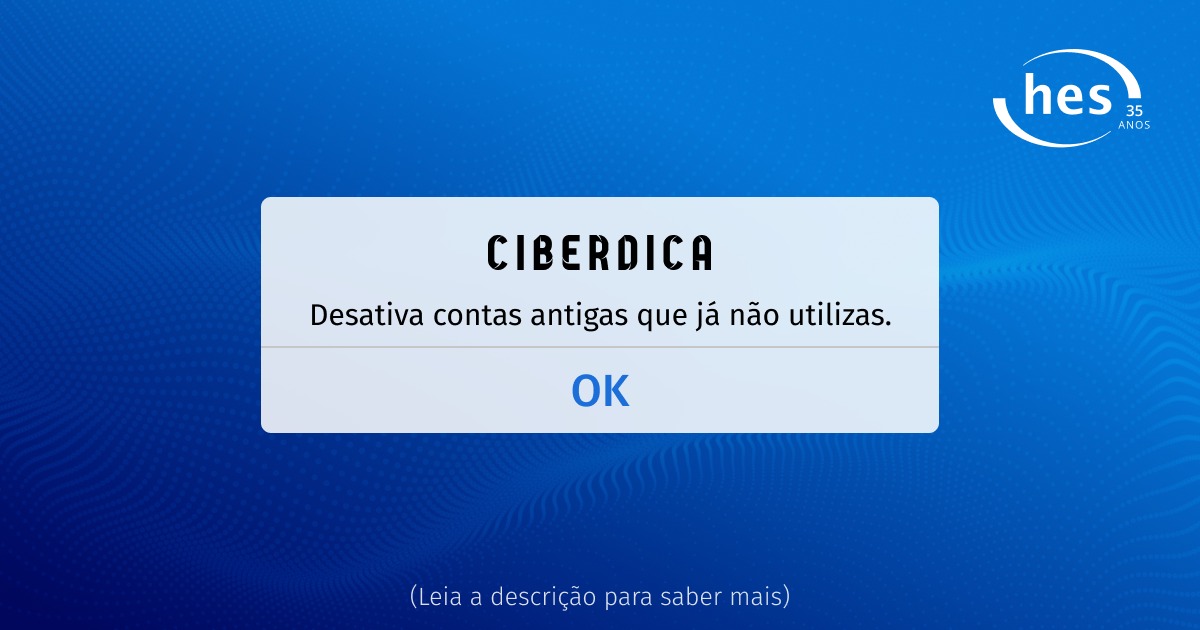 hes
35
ANOS
CIBERDICA
Desativa contas antigas que já não utilizas.
OK
(Leia a descrição para saber mais)